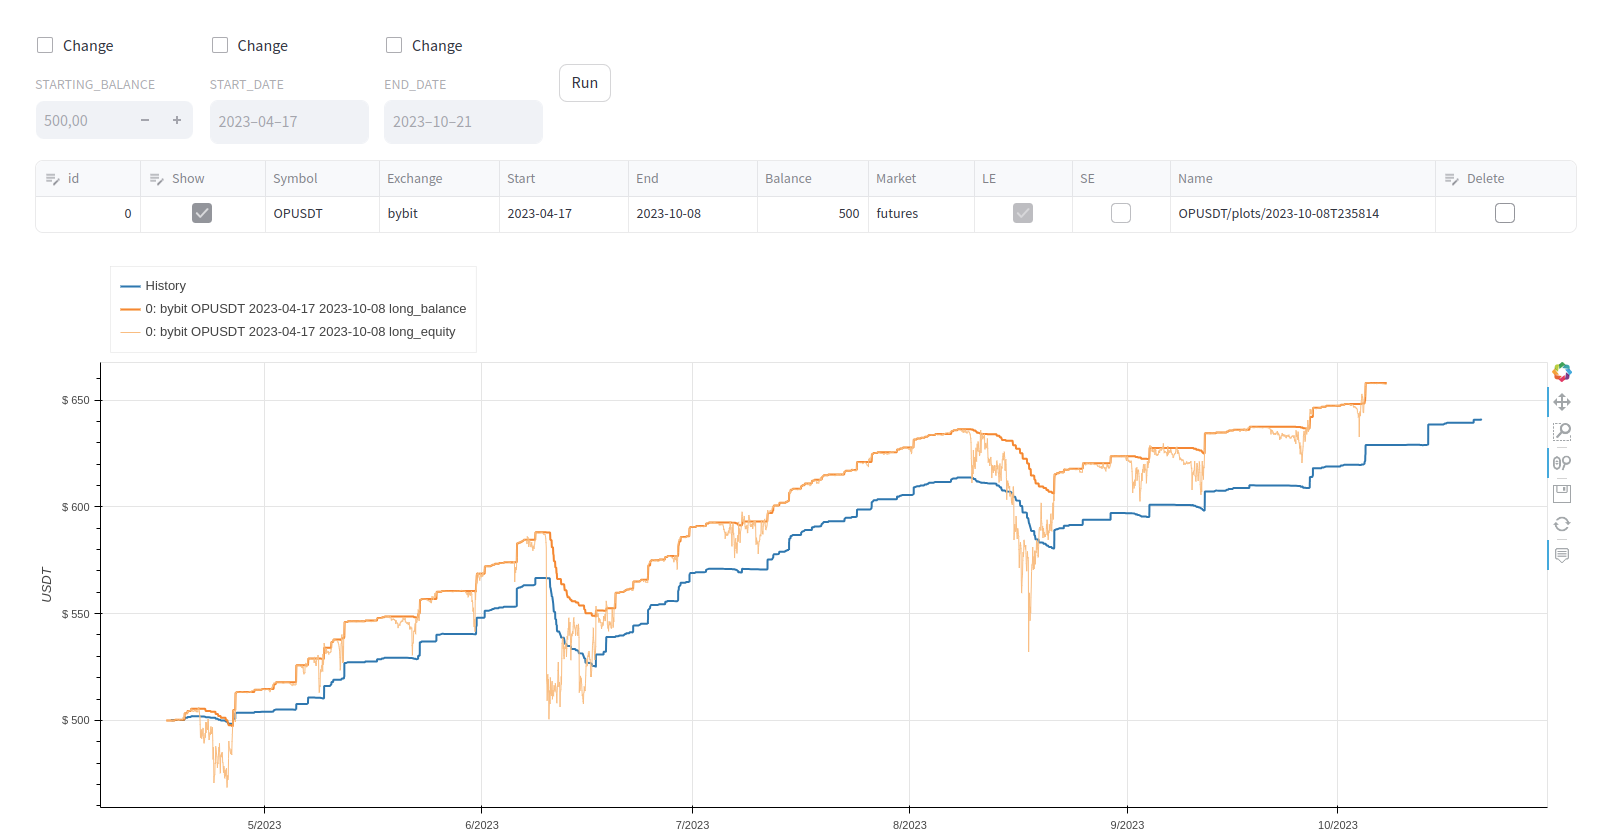 Change Change Change
STARTING_BALANCE START_DATE END_DATE Run
500,00 − + 2023–04–17 2023–10–21
id Show Symbol Exchange Start End Balance Market LE SE Name Delete
0 OPUSDT bybit 2023-04-17 2023-10-08 500 futures OPUSDT/plots/2023-10-08T235814
History
0: bybit OPUSDT 2023-04-17 2023-10-08 long_balance
0: bybit OPUSDT 2023-04-17 2023-10-08 long_equity
$ 650
$ 600
$ 550
$ 500
USDT
5/2023 6/2023 7/2023 8/2023 9/2023 10/2023